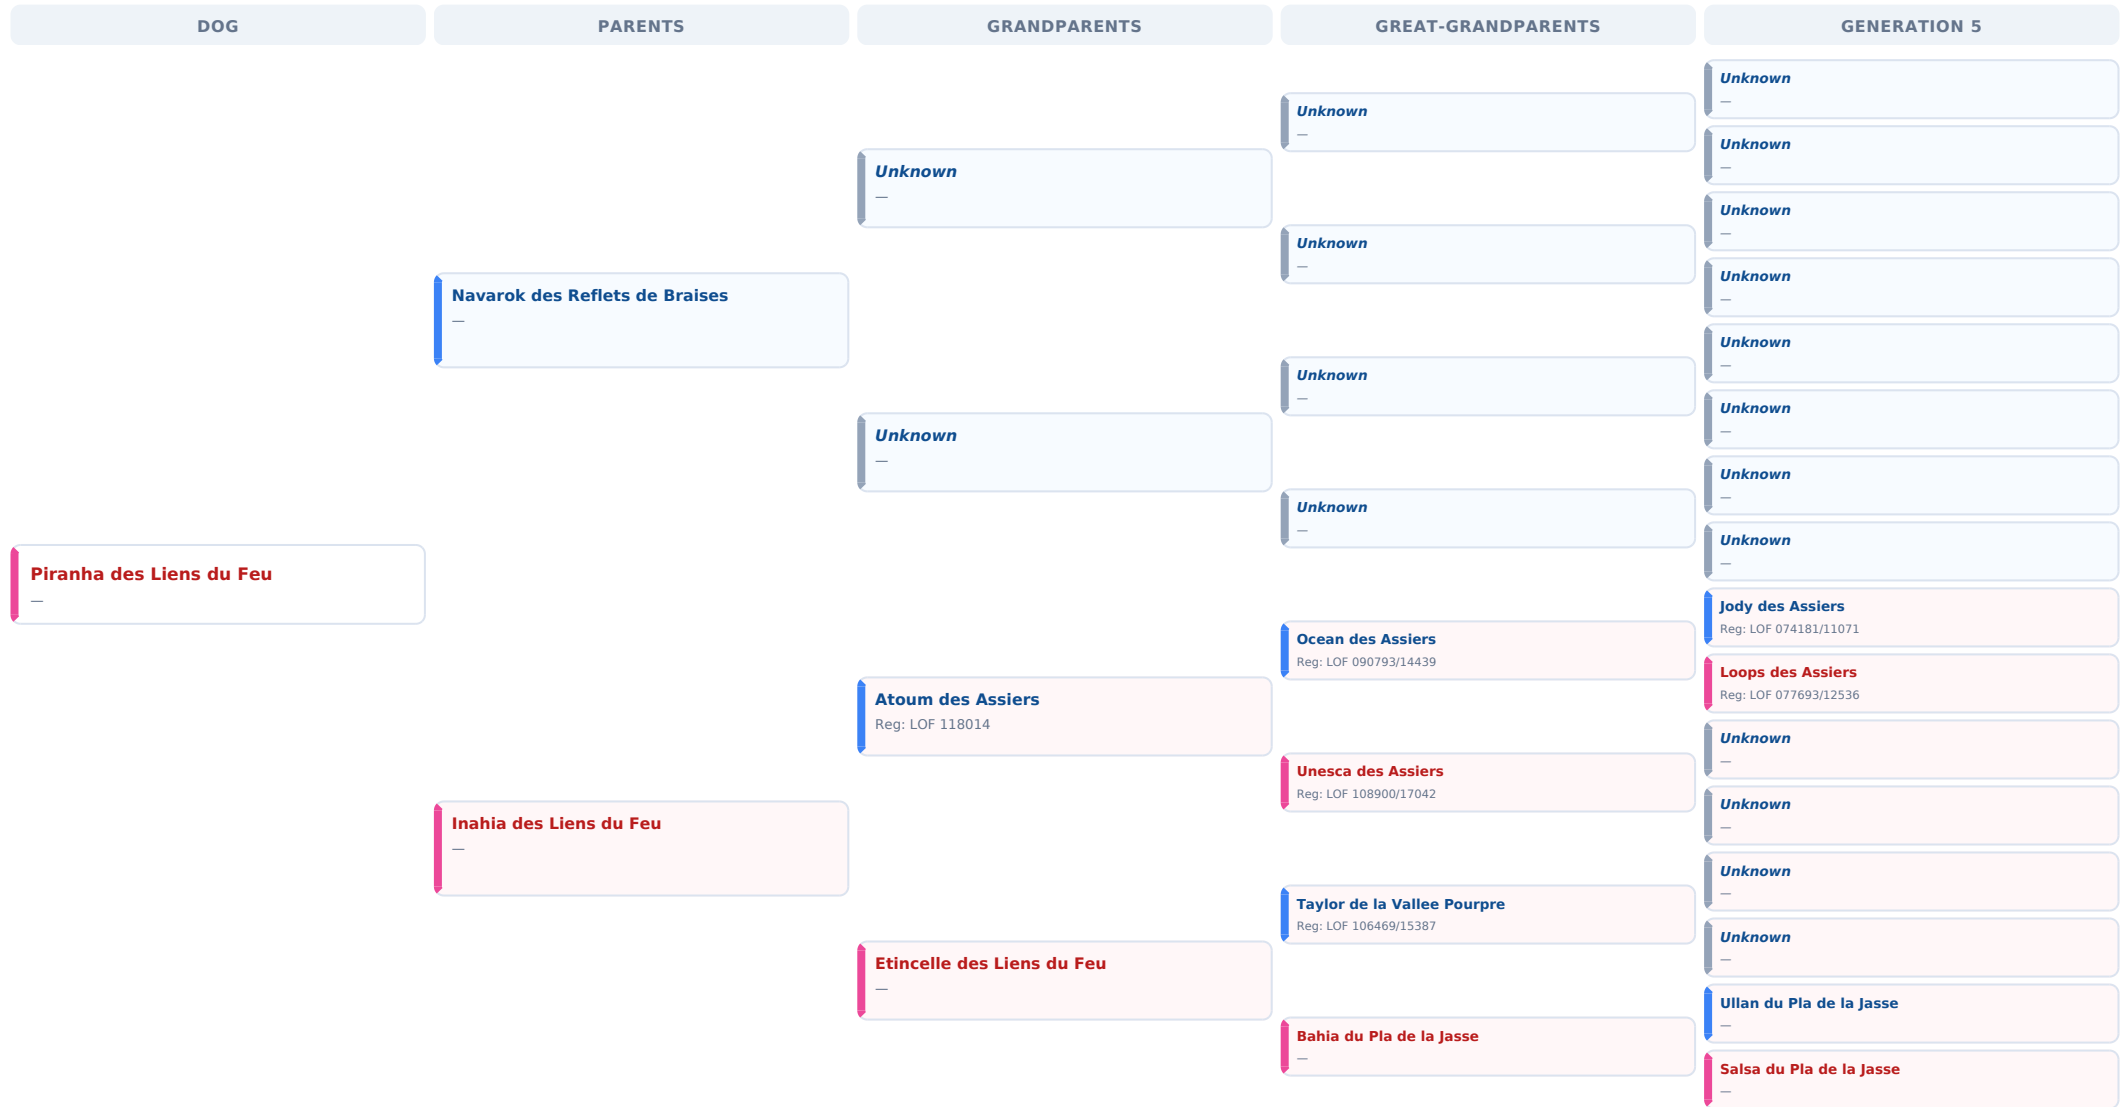 DOG
PARENTS
GRANDPARENTS
GREAT-GRANDPARENTS
GENERATION 5
Piranha des Liens du Feu
—
Navarok des Reflets de Braises
—
Inahia des Liens du Feu
—
Unknown
—
Unknown
—
Atoum des Assiers
Reg: LOF 118014
Etincelle des Liens du Feu
—
Unknown
—
Unknown
—
Unknown
—
Unknown
—
Ocean des Assiers
Reg: LOF 090793/14439
Unesca des Assiers
Reg: LOF 108900/17042
Taylor de la Vallee Pourpre
Reg: LOF 106469/15387
Bahia du Pla de la Jasse
—
Unknown
—
Unknown
—
Unknown
—
Unknown
—
Unknown
—
Unknown
—
Unknown
—
Unknown
—
Jody des Assiers
Reg: LOF 074181/11071
Loops des Assiers
Reg: LOF 077693/12536
Unknown
—
Unknown
—
Unknown
—
Unknown
—
Ullan du Pla de la Jasse
—
Salsa du Pla de la Jasse
—